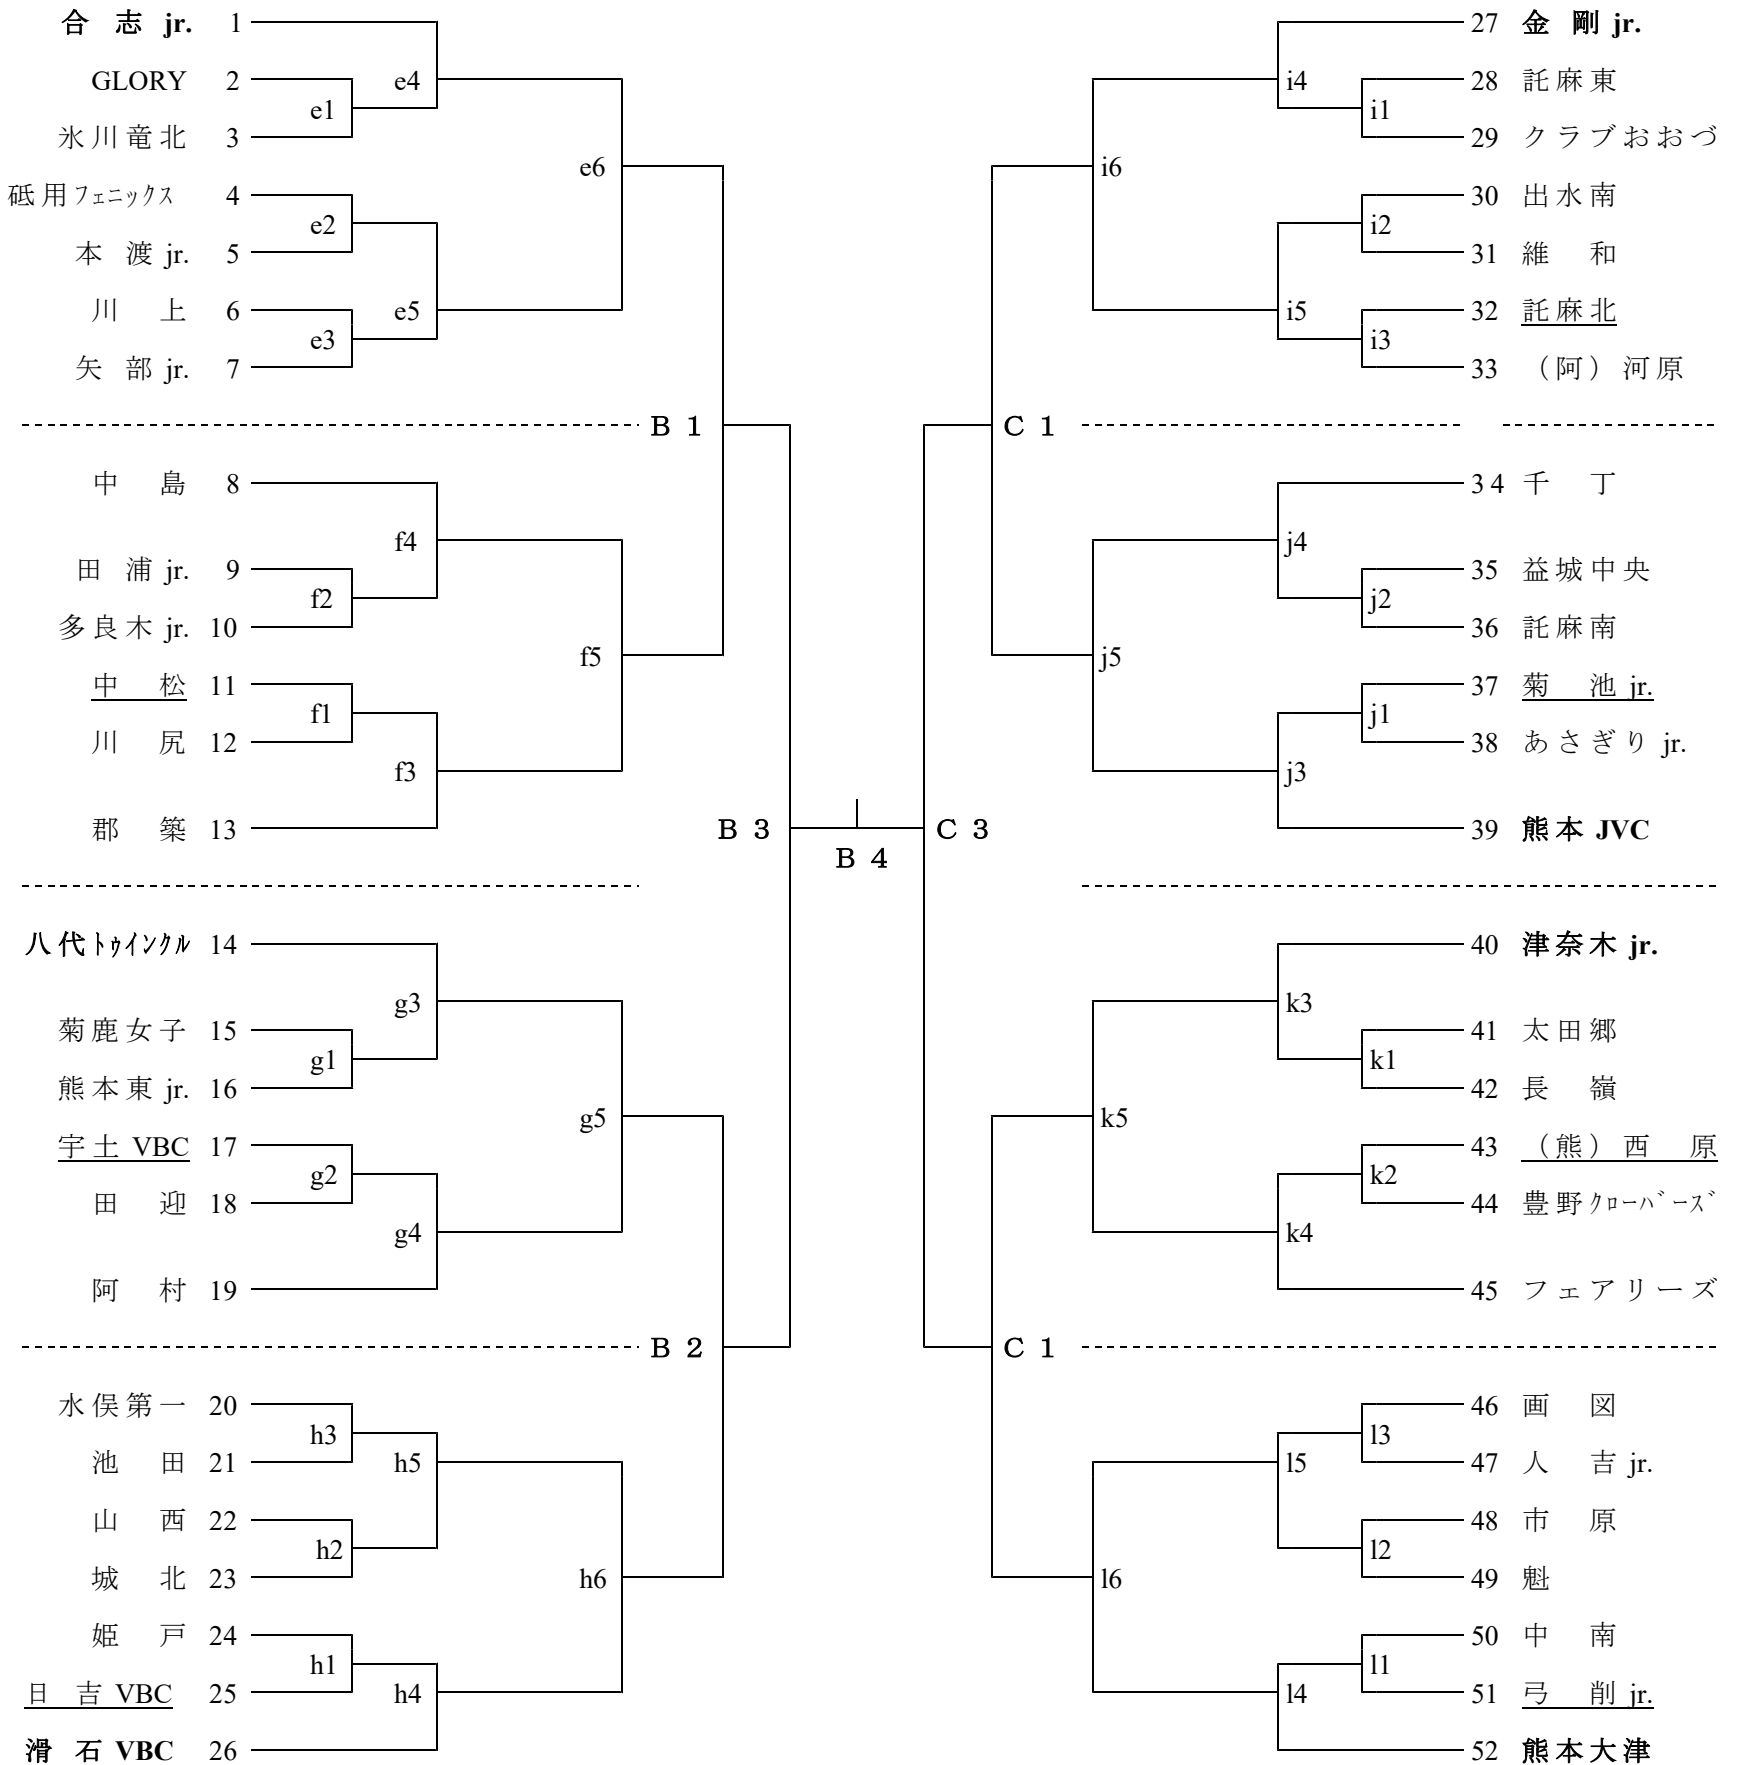 合 志 jr. 1
GLORY 2
e1
e4
氷川竜北 3
砥用フェニックス 4
e2
本 渡 jr. 5
川 上 6
e3
e5
矢 部 jr. 7
e6
B 1
中 島 8
f4
田 浦 jr. 9
f2
多良木 jr. 10
f5
中 松 11
f1
川 尻 12
f3
郡 築 13
B 3
八代トゥインクル 14
g3
菊鹿女子 15
g1
熊本東 jr. 16
g5
宇土 VBC 17
g2
田 迎 18
g4
阿 村 19
B 2
水俣第一 20
h3
池 田 21
h5
山 西 22
h2
城 北 23
h6
姫 戸 24
h1
日 吉 VBC 25
h4
滑 石 VBC 26
B 4
27 金 剛 jr.
i4
28 託麻東
i1
29 クラブおおづ
i6
30 出水南
i2
31 維 和
i5
32 託麻北
i3
33 （阿）河原
C 1
34 千 丁
j4
35 益城中央
j2
36 託麻南
j5
37 菊 池 jr.
j1
38 あさぎり jr.
j3
39 熊本 JVC
C 3
40 津奈木 jr.
k3
41 太田郷
k1
42 長 嶺
k5
43 （熊）西 原
k2
44 豊野クローバーズ
k4
45 フェアリーズ
C 1
46 画 図
l3
47 人 吉 jr.
l5
48 市 原
l2
49 魁
l6
50 中 南
l1
51 弓 削 jr.
l4
52 熊本大津